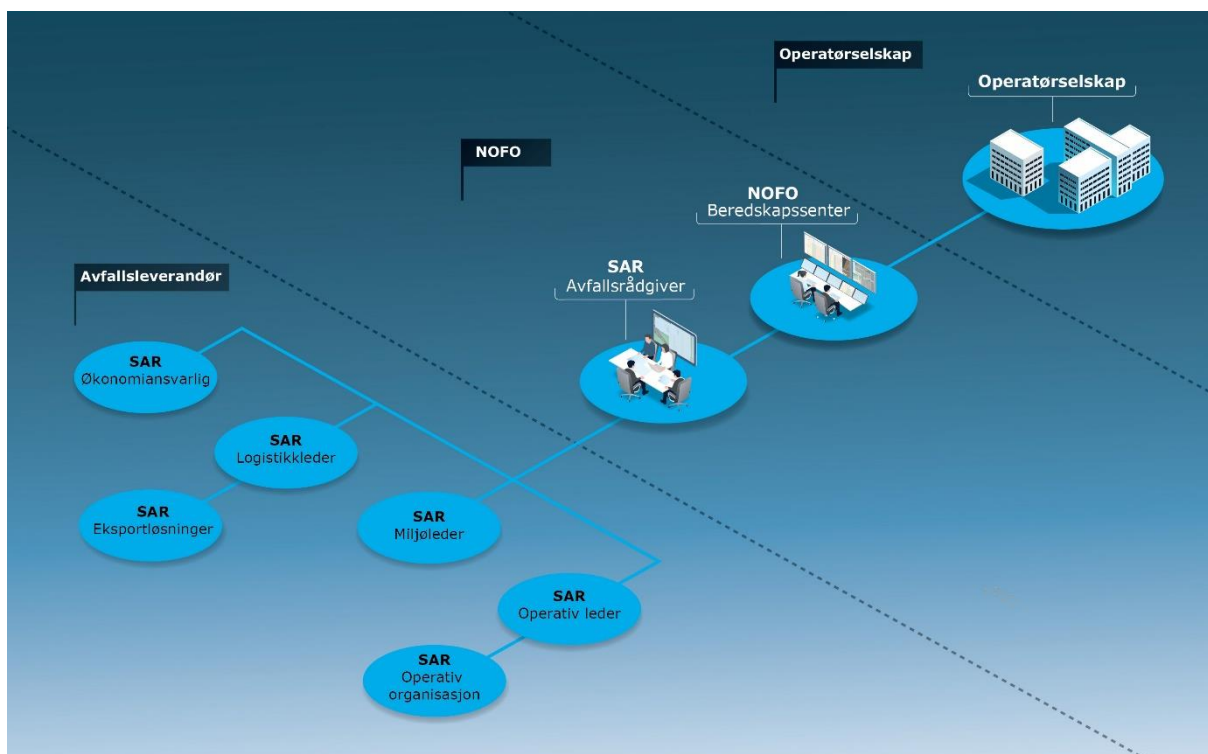 Operatørselskap
Operatørselskap
NOFO
NOFO
Beredskapssenter
SAR
Avfallsrådgiver
Avfallsleverandør
SAR
Økonomiansvarlig
SAR
Logistikkleder
SAR
Eksportløsninger
SAR
Miljøleder
SAR
Operativ leder
SAR
Operativ
organisasjon